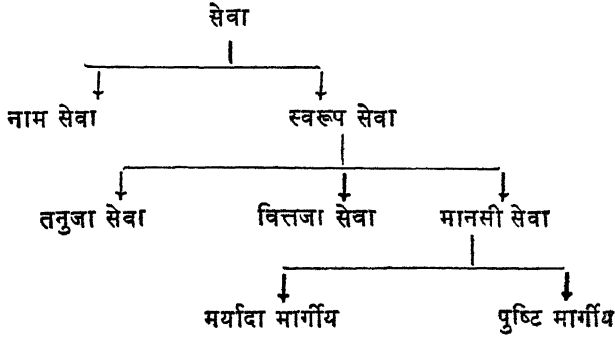 सेवा
नाम सेवा स्वरूप सेवा
तनुजा सेवा वित्तजा सेवा मानसी सेवा
मर्यादा मार्गीय पुष्टि मार्गीय